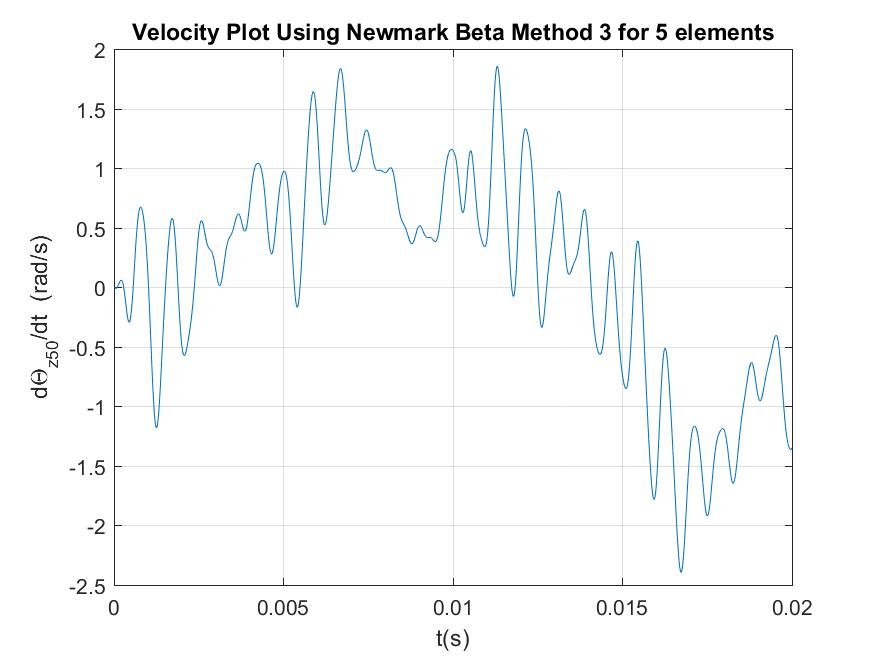 Velocity Plot Using Newmark Beta Method 3 for 5 elements
2
1.5
1
0.5
0
-0.5
-1
-1.5
-2
-2.5
dΘz50/dt (rad/s)
0 0.005 0.01 0.015 0.02
t(s)